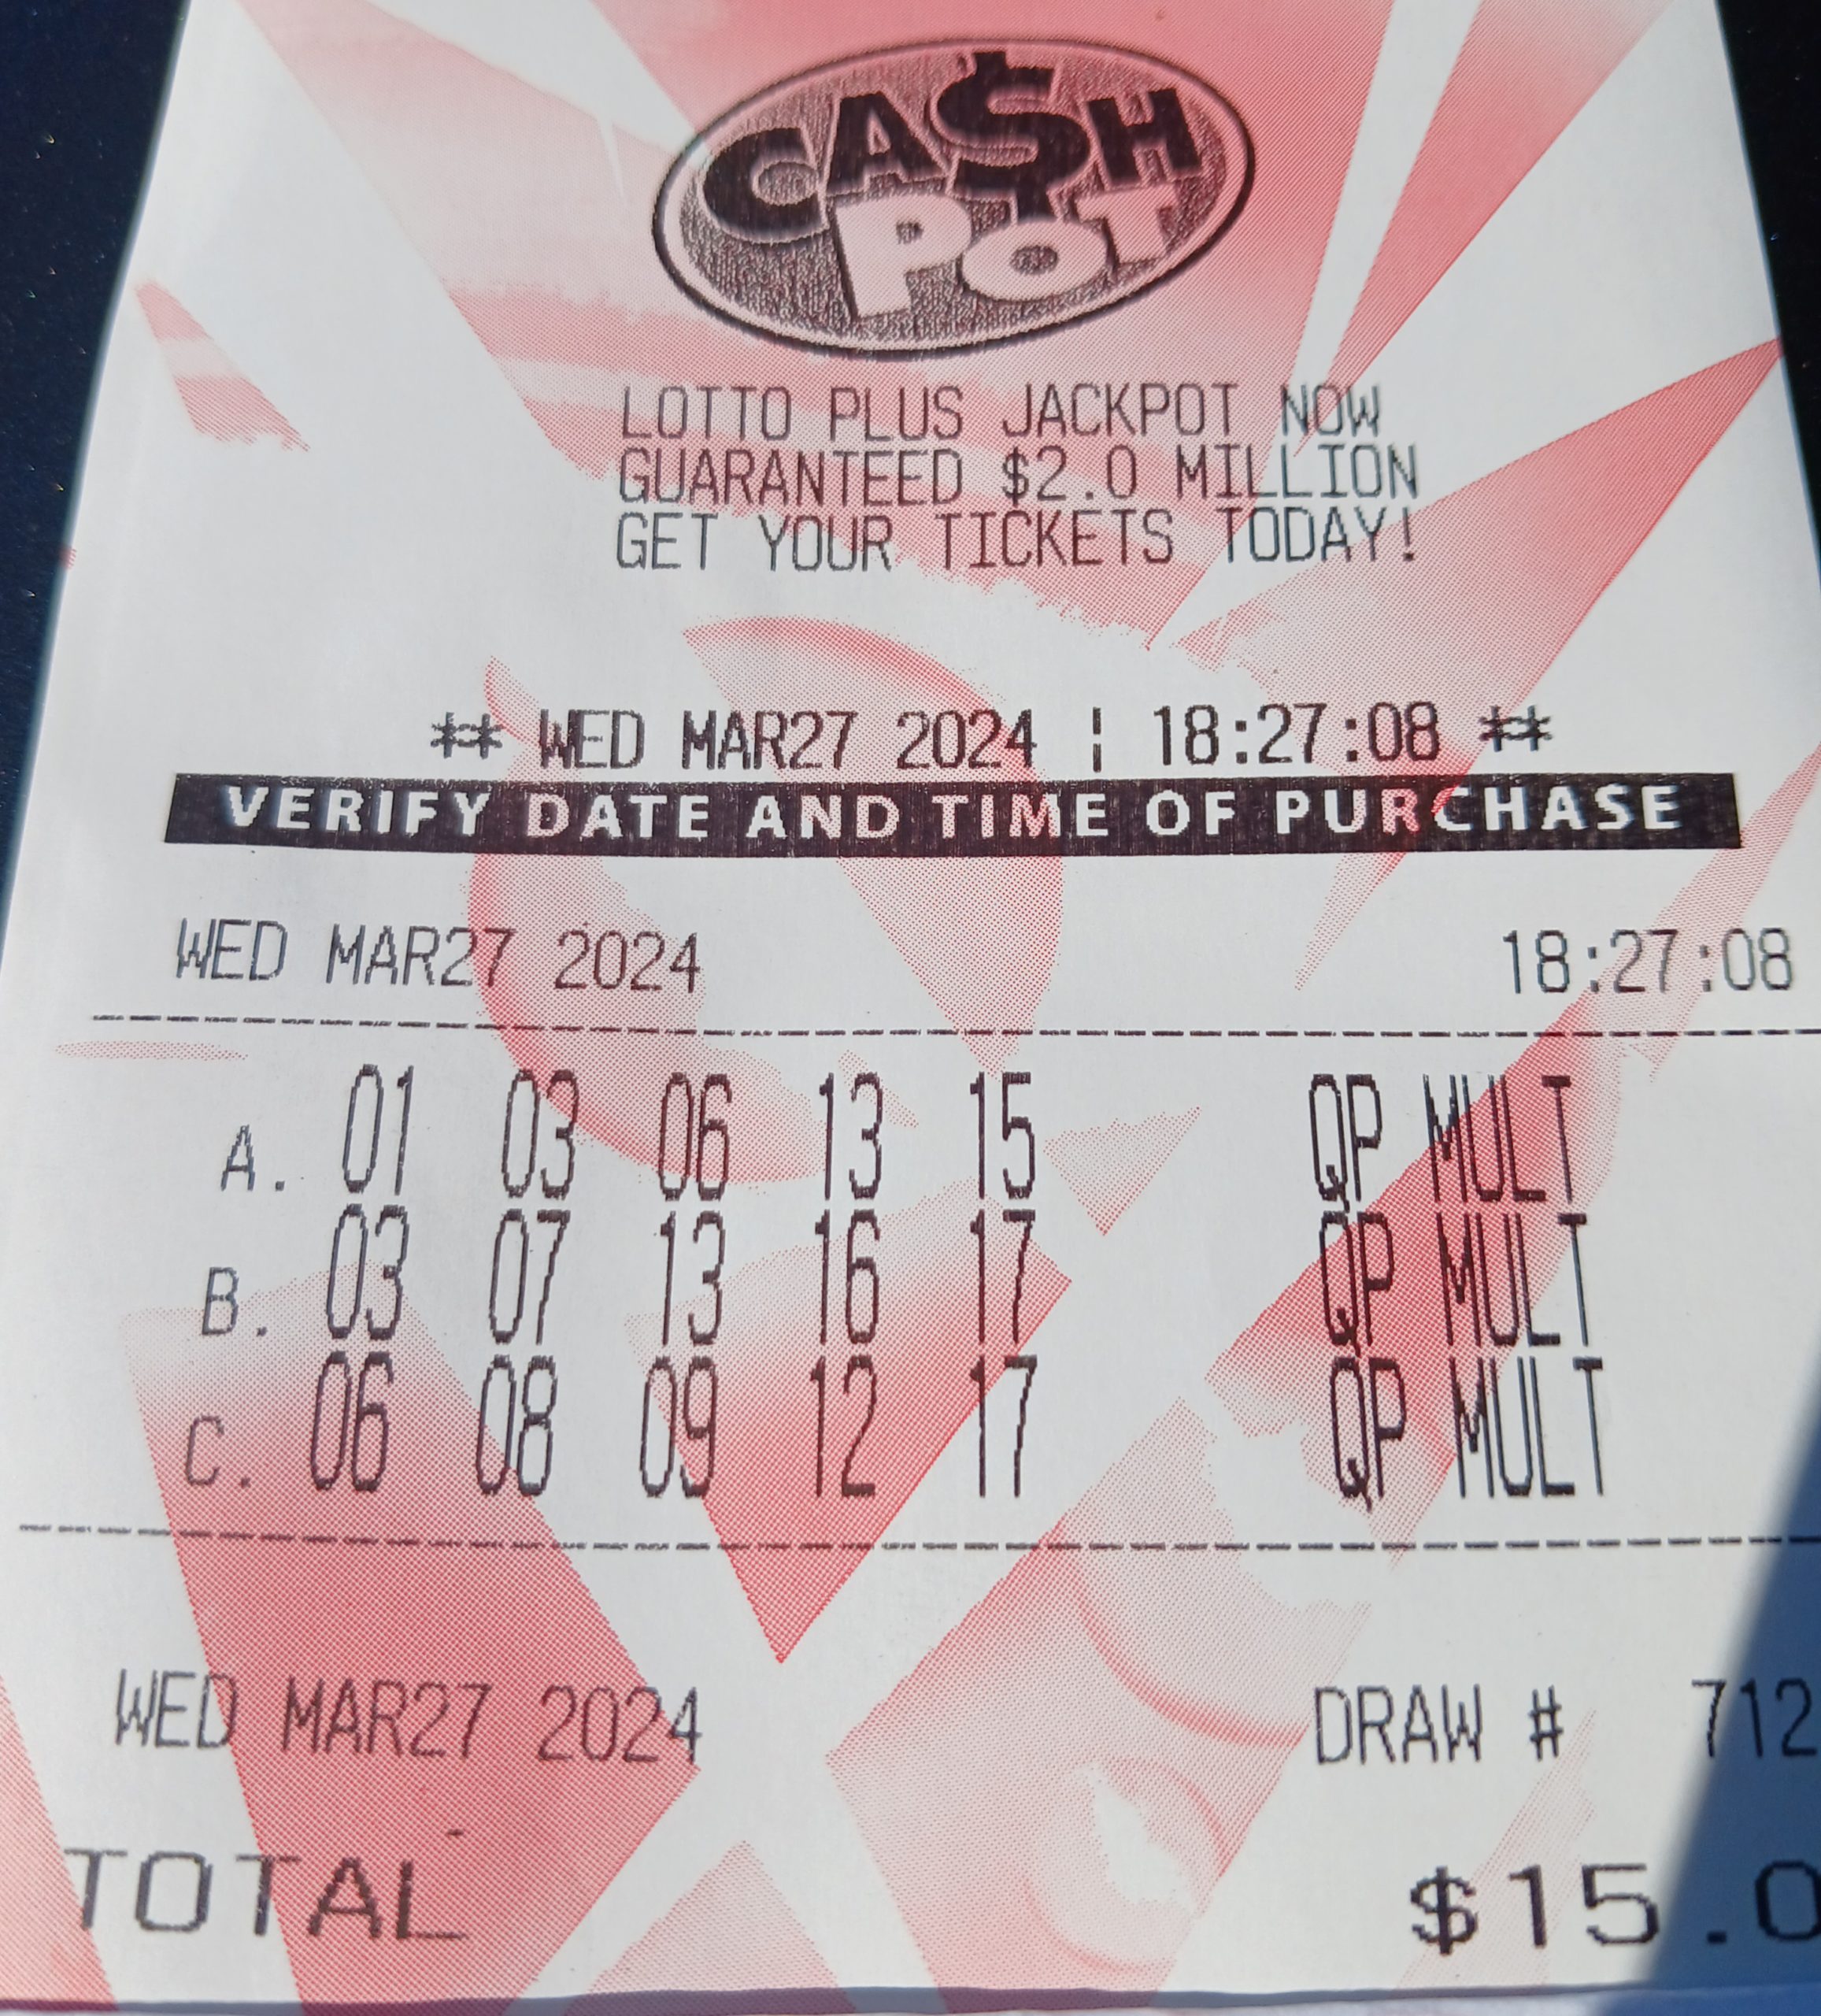 CA$H
POT
LOTTO PLUS JACKPOT NOW
GUARANTEED $2.0 MILLION
GET YOUR TICKETS TODAY!
** WED MAR27 2024 | 18:27:08 **
VERIFY DATE AND TIME OF PURCHASE
WED MAR27 2024 18:27:08
A. 01 03 06 13 15 QP MULT
B. 03 07 13 16 17 QP MULT
C. 06 08 09 12 17 QP MULT
WED MAR27 2024 DRAW # 712
TOTAL $15.0